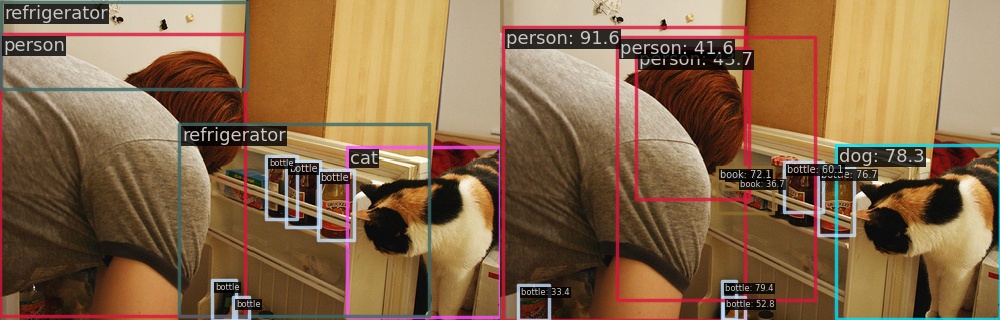 refrigerator
person
refrigerator
cat
bottle
bottle
bottle
bottle
bottle
person: 91.6
person: 41.6
person: 43.7
dog: 78.3
book: 72.1
book: 36.7
bottle: 60.1
bottle: 76.7
bottle: 33.4
bottle: 79.4
bottle: 52.8